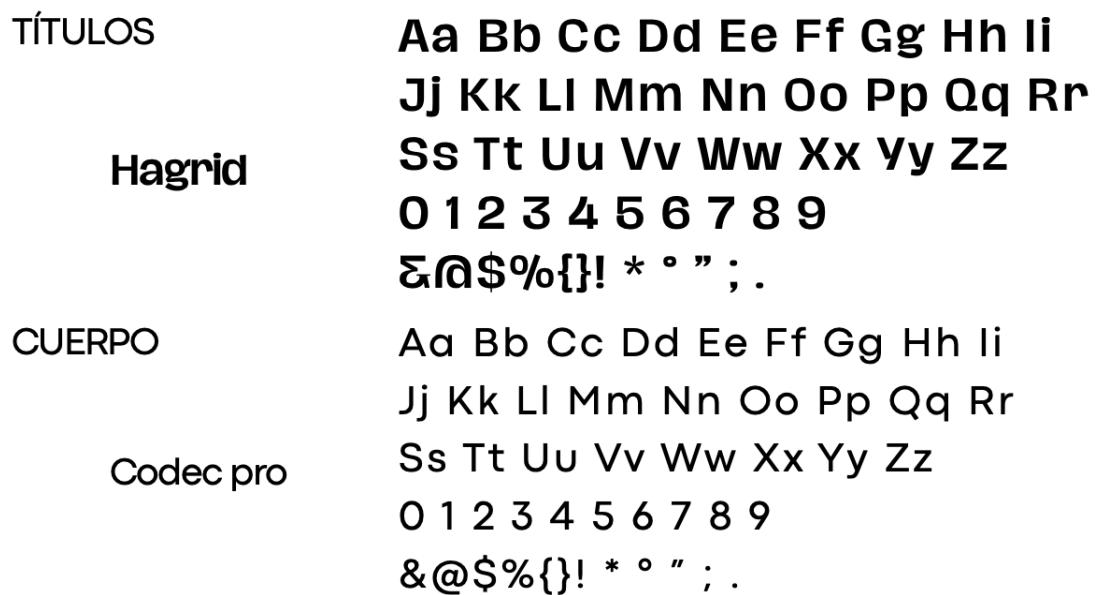 TÍTULOS
Hagrid
Aa Bb Cc Dd Ee Ff Gg Hh Ii
Jj Kk Ll Mm Nn Oo Pp Qq Rr
Ss Tt Uu Vv Ww Xx Yy Zz
0 1 2 3 4 5 6 7 8 9
&@$%{}! * ° ” ; .
CUERPO
Codec pro
Aa Bb Cc Dd Ee Ff Gg Hh Ii
Jj Kk Ll Mm Nn Oo Pp Qq Rr
Ss Tt Uu Vv Ww Xx Yy Zz
0 1 2 3 4 5 6 7 8 9
&@$%{}! * ° ” ; .